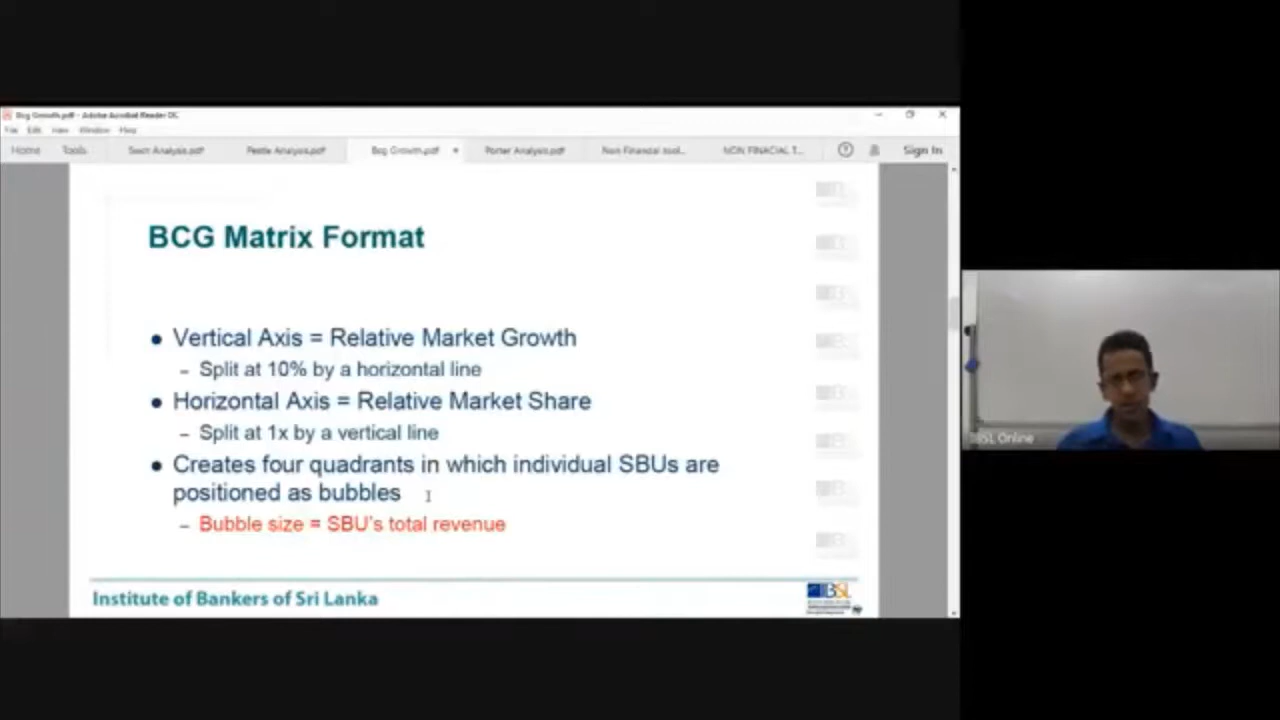 Bcg Growth.pdf - Adobe Acrobat Reader DC
File Edit View Window Help
Home Tools Swot Analysis.pdf Pestle Analysis.pdf Bcg Growth.pdf Porter Analysis.pdf Non Financial tool... NON FINACIAL T... Sign In
BCG Matrix Format
● Vertical Axis = Relative Market Growth
– Split at 10% by a horizontal line
● Horizontal Axis = Relative Market Share
– Split at 1x by a vertical line
● Creates four quadrants in which individual SBUs are
positioned as bubbles
– Bubble size = SBU's total revenue
Institute of Bankers of Sri Lanka
IBSL
IBSL Online